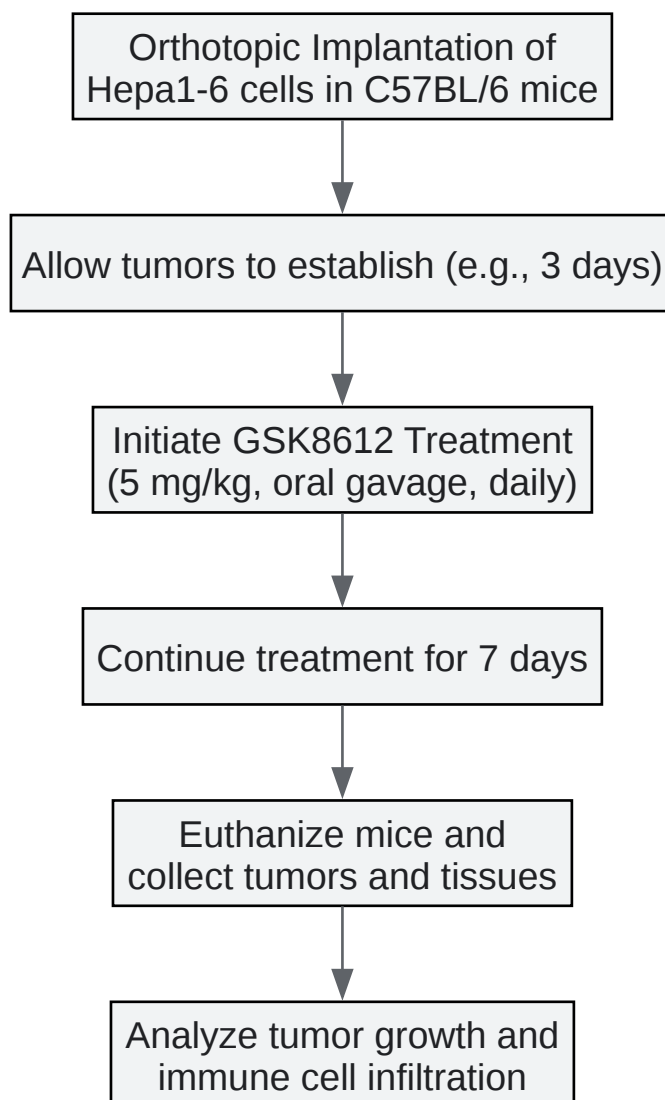 Orthotopic Implantation of
Hepa1-6 cells in C57BL/6 mice
Allow tumors to establish (e.g., 3 days)
Initiate GSK8612 Treatment
(5 mg/kg, oral gavage, daily)
Continue treatment for 7 days
Euthanize mice and
collect tumors and tissues
Analyze tumor growth and
immune cell infiltration